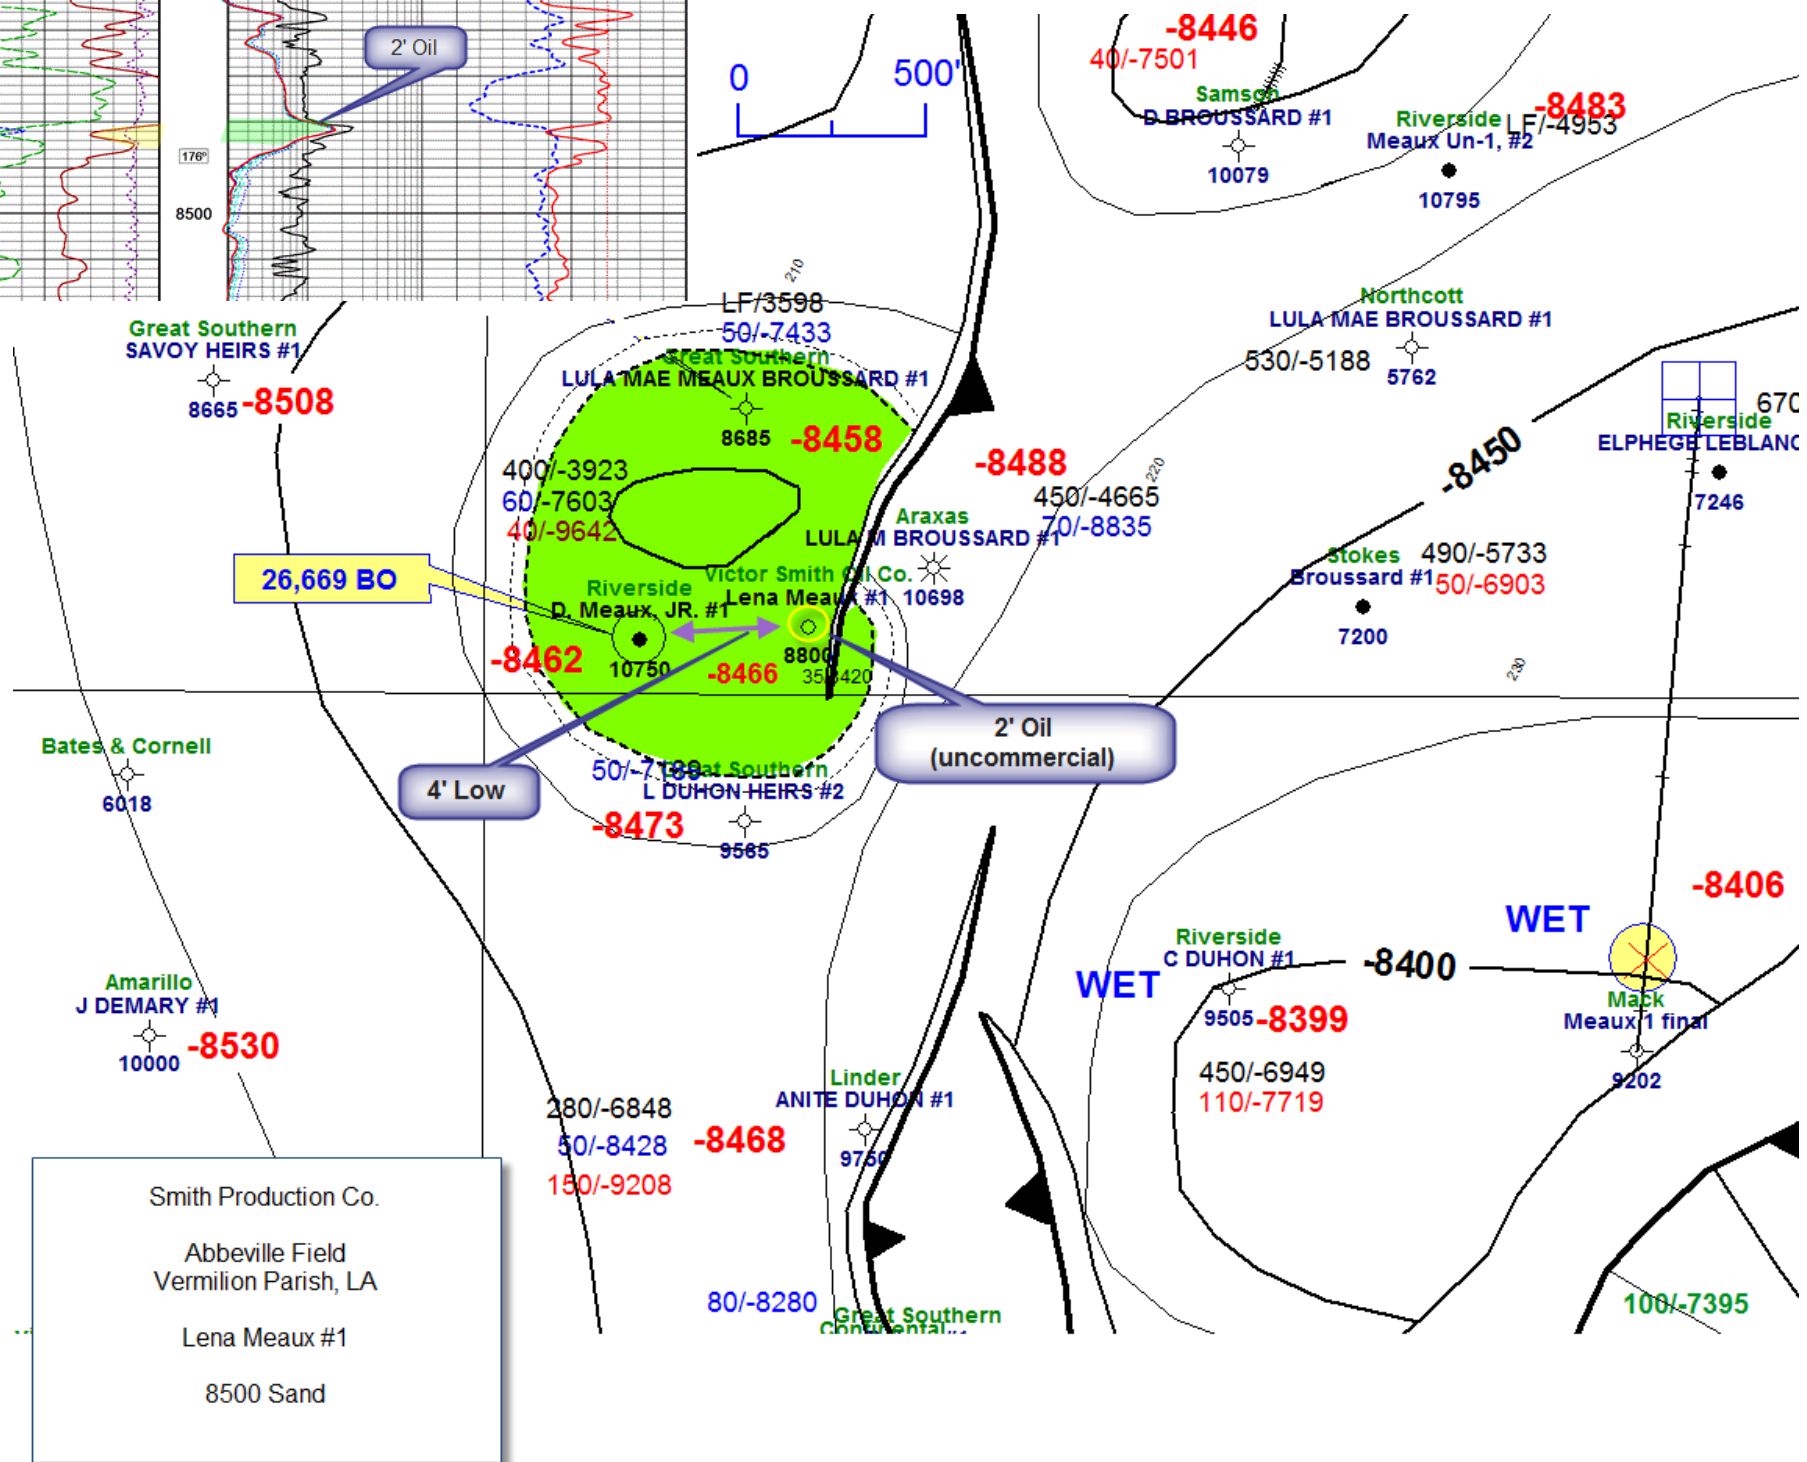 2' Oil
176°
8500
0 500'
-8446
40/-7501
Samson
D BROUSSARD #1
10079
-8483
Riverside LF/-4953
Meaux Un-1, #2
10795
210
LF/3598
50/-7433
Great Southern
LULA MAE MEAUX BROUSSARD #1
8685 -8458
Great Southern
SAVOY HEIRS #1
8665 -8508
Northcott
LULA MAE BROUSSARD #1
530/-5188
5762
670
Riverside
ELPHEGE LEBLANC
7246
-8450
220
-8488
450/-4665
70/-8835
400/-3923
60/-7603
40/-9642
Araxas
LULA M BROUSSARD #1
10698
26,669 BO
Riverside
D. Meaux, JR. #1
10750
-8462
Victor Smith Oil Co.
Lena Meaux #1
8800
-8466
Stokes 490/-5733
Broussard #1 50/-6903
7200
230
2' Oil
(uncommercial)
4' Low
Great Southern
L DUHON HEIRS #2
-8473
9565
Bates & Cornell
6018
-8406
WET
WET
Riverside
C DUHON #1
9505 -8399
450/-6949
110/-7719
-8400
Mack
Meaux 1 final
9202
Amarillo
J DEMARY #1
10000 -8530
Linder
ANITE DUHON #1
9750
280/-6848
50/-8428
150/-9208
-8468
80/-8280
Great Southern
Continental
100/-7395
Smith Production Co.
Abbeville Field
Vermilion Parish, LA
Lena Meaux #1
8500 Sand